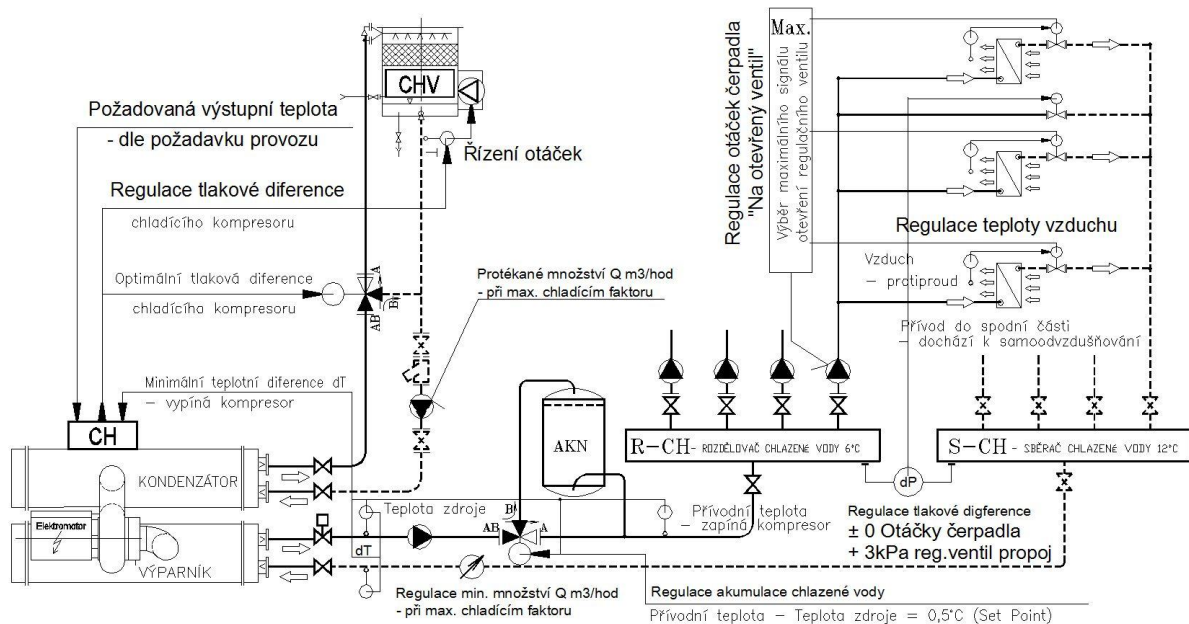 CHV
Požadovaná výstupní teplota
- dle požadavku provozu
Řízení otáček
Regulace tlakové diference
chladícího kompresoru
Optimální tlaková diference
chladícíha kompresoru
A
B
AB
Protékané množství Q m3/hod
- při max. chladícím faktoru
Minimální teplotní diference dT
– vypíná kompresor
CH
KONDENZÁTOR
Elektromotor
VÝPARNÍK
Teplota zdroje
dT
Regulace min. množství Q m3/hod
- při max. chladícím faktoru
AKN
B
AB
A
Přívodní teplota
– zapíná kompresor
Regulace akumulace chlazené vody
Přívodní teplota – Teplota zdroje = 0,5°C (Set Point)
Regulace otáček čerpadla
"Na otevřený ventil"
Max.
Výběr maximálního signálu
otevření regulačního ventilu
Regulace teploty vzduchu
Vzduch
– protiproud
Přívod do spodní části
– dochází k samoodvzdušňování
R-CH- ROZDĚLOVAČ CHLAZENÉ VODY 6°C
S-CH- SBĚRAČ CHLAZENÉ VODY 12°C
dP
Regulace tlakové digference
± 0 Otáčky čerpadla
+ 3kPa reg.ventil propoj